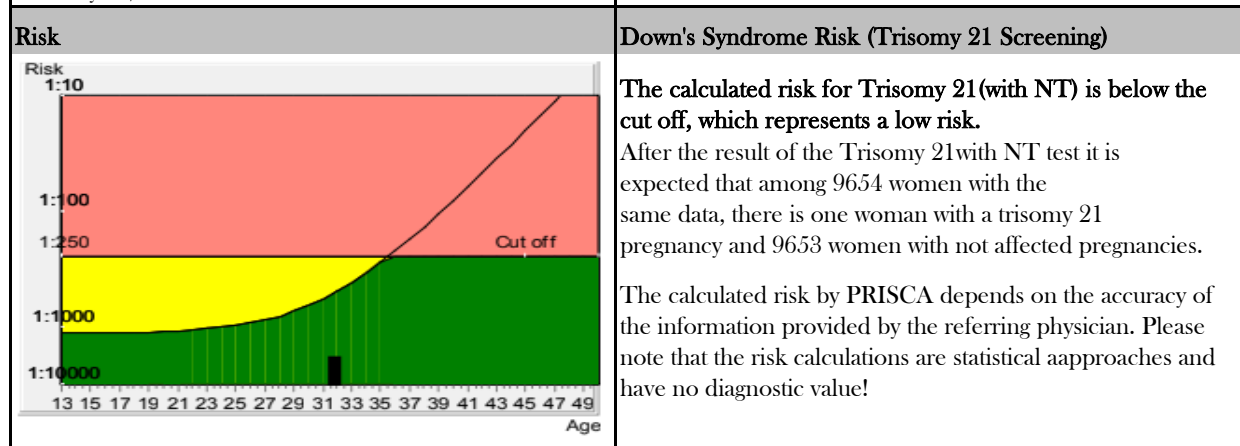 Risk
Down's Syndrome Risk (Trisomy 21 Screening)
Risk
1:10
1:100
1:250
Cut off
1:1000
1:10000
13 15 17 19 21 23 25 27 29 31 33 35 37 39 41 43 45 47 49
Age
The calculated risk for Trisomy 21(with NT) is below the
cut off, which represents a low risk.
After the result of the Trisomy 21with NT test it is
expected that among 9654 women with the
same data, there is one woman with a trisomy 21
pregnancy and 9653 women with not affected pregnancies.
The calculated risk by PRISCA depends on the accuracy of
the information provided by the referring physician. Please
note that the risk calculations are statistical aapproaches and
have no diagnostic value!